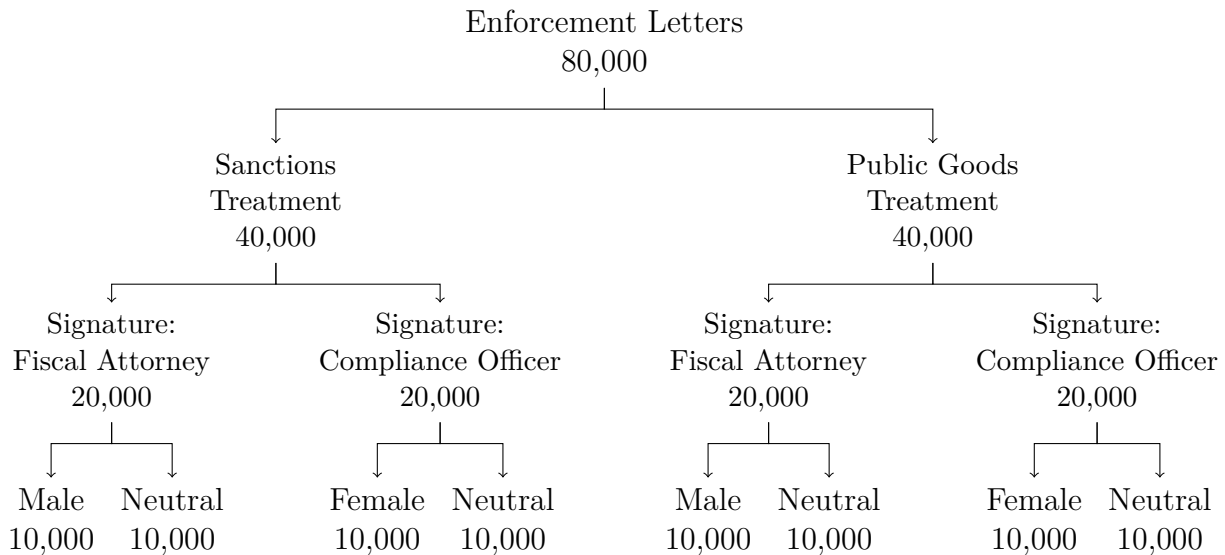 Enforcement Letters
80,000
Sanctions
Treatment
40,000
Public Goods
Treatment
40,000
Signature:
Fiscal Attorney
20,000
Signature:
Compliance Officer
20,000
Signature:
Fiscal Attorney
20,000
Signature:
Compliance Officer
20,000
Male
10,000
Neutral
10,000
Female
10,000
Neutral
10,000
Male
10,000
Neutral
10,000
Female
10,000
Neutral
10,000